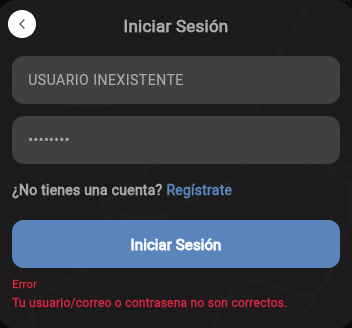 Iniciar Sesión
USUARIO INEXISTENTE
••••••••
¿No tienes una cuenta? Regístrate
Iniciar Sesión
Error
Tu usuario/correo o contrasena no son correctos.